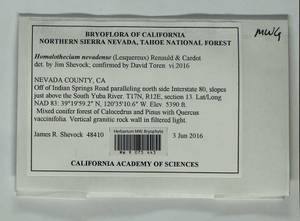 MWG
BRYOFLORA OF CALIFORNIA
NORTHERN SIERRA NEVADA, TAHOE NATIONAL FOREST
Homalothecium nevadense (Lesquereux) Renauld & Cardot
det. by Jim Shevock; confirmed by David Toren vi 2016
NEVADA COUNTY, CA
Off of Indian Springs Road paralleling north side Interstate 80, slopes
just above the South Yuba River. T17N, R12E, section 13. Lat/Long
NAD 83: 39°19'59.2" N, 120°35'10.6" W. Elev. 5390 ft.
Mixed conifer forest of Calocedrus and Pinus with Quercus
vaccinifolia. Vertical granitic rock wall in filtered light.
James R. Shevock 48410
3 Jun 2016
Herbarium MW, Bryophyta
CALIFORNIA ACADEMY OF SCIENCES